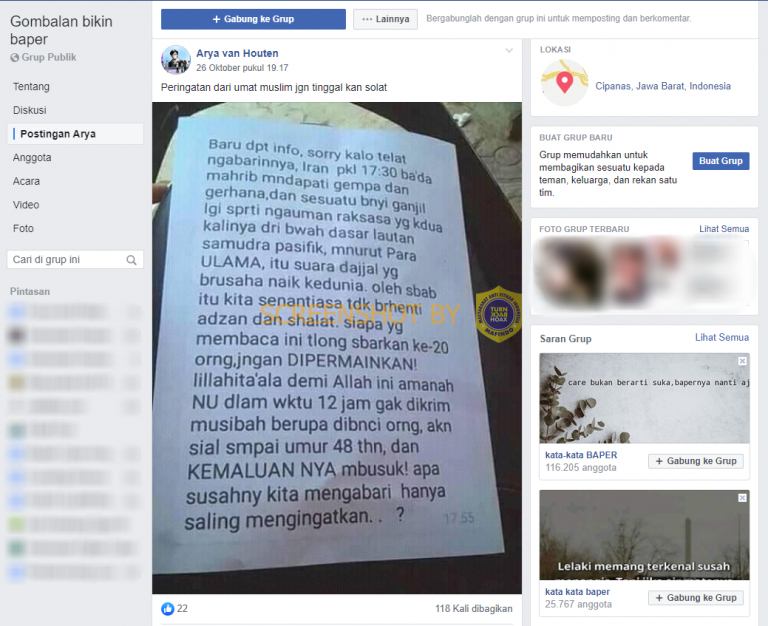 Gombalan bikin
baper
Grup Publik
Tentang
Diskusi
Postingan Arya
Anggota
Acara
Video
Foto
Cari di grup ini
Pintasan
+ Gabung ke Grup
··· Lainnya
Bergabunglah dengan grup ini untuk memposting dan berkomentar.
Arya van Houten
26 Oktober pukul 19.17
Peringatan dari umat muslim jgn tinggal kan solat
Baru dpt info, sorry kalo telat
ngabarinnya, Iran pkl 17:30 ba'da
mahrib mndapati gempa dan
gerhana,dan sesuatu bnyi ganjil
lgi sprti ngauman raksasa yg kdua
kalinya dri bwah dasar lautan
samudra pasifik, mnurut Para
ULAMA, itu suara dajjal yg
brusaha naik kedunia. oleh sbab
itu kita senantiasa tdk brhenti
adzan dan shalat. siapa yg
membaca ini tlong sbarkan ke-20
orng,jngan DIPERMAINKAN!
lillahita'ala demi Allah ini amanah
NU dlam wktu 12 jam gak dikrim
musibah berupa dibnci orng, akn
sial smpai umur 48 thn, dan
KEMALUAN NYA mbusuk! apa
susahny kita mengabari hanya
saling mengingatkan. . ?
17.55
SCREENSHOT BY
TURN
BACK
HOAX
MAFINDO
22
118 Kali dibagikan
LOKASI
Cipanas, Jawa Barat, Indonesia
BUAT GRUP BARU
Grup memudahkan untuk
membagikan sesuatu kepada
teman, keluarga, dan rekan satu
tim.
Buat Grup
FOTO GRUP TERBARU
Lihat Semua
Saran Grup
Lihat Semua
care bukan berarti suka,bapernya nanti aj
kata-kata BAPER
116.205 anggota
+ Gabung ke Grup
Lelaki memang terkenal susah
kata kata baper
25.767 anggota
+ Gabung ke Grup